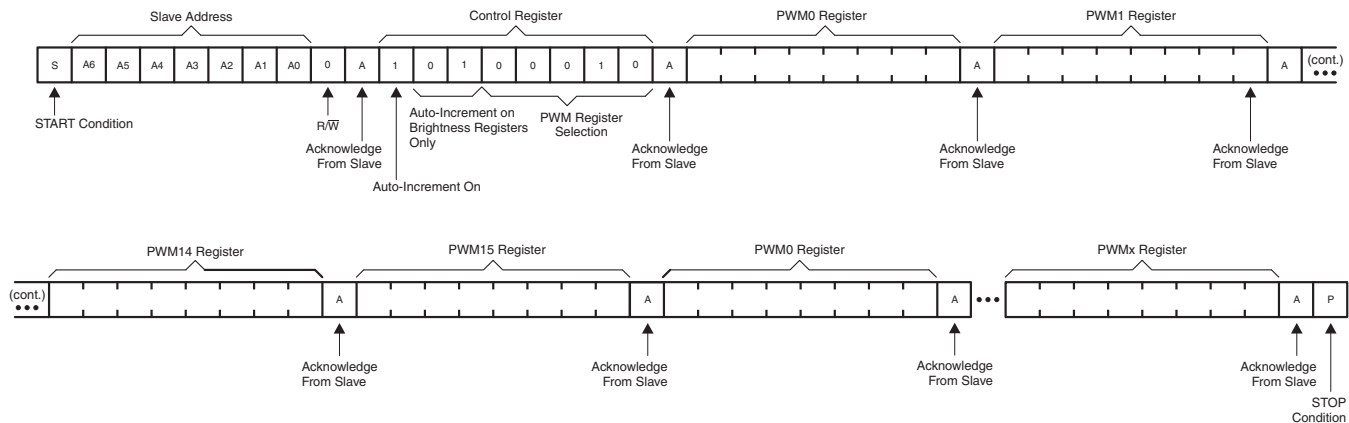 Slave Address
Control Register
PWM0 Register
PWM1 Register
S A6 A5 A4 A3 A2 A1 A0 0 A 1 0 1 0 0 0 1 0 A A A (cont.)
START Condition
R/W
Auto-Increment on
Brightness Registers
Only
PWM Register
Selection
Acknowledge
From Slave
Acknowledge
From Slave
Acknowledge
From Slave
Acknowledge
From Slave
Auto-Increment On
PWM14 Register
PWM15 Register
PWM0 Register
PWMx Register
(cont.) A A A A P
Acknowledge
From Slave
Acknowledge
From Slave
Acknowledge
From Slave
Acknowledge
From Slave
STOP
Condition